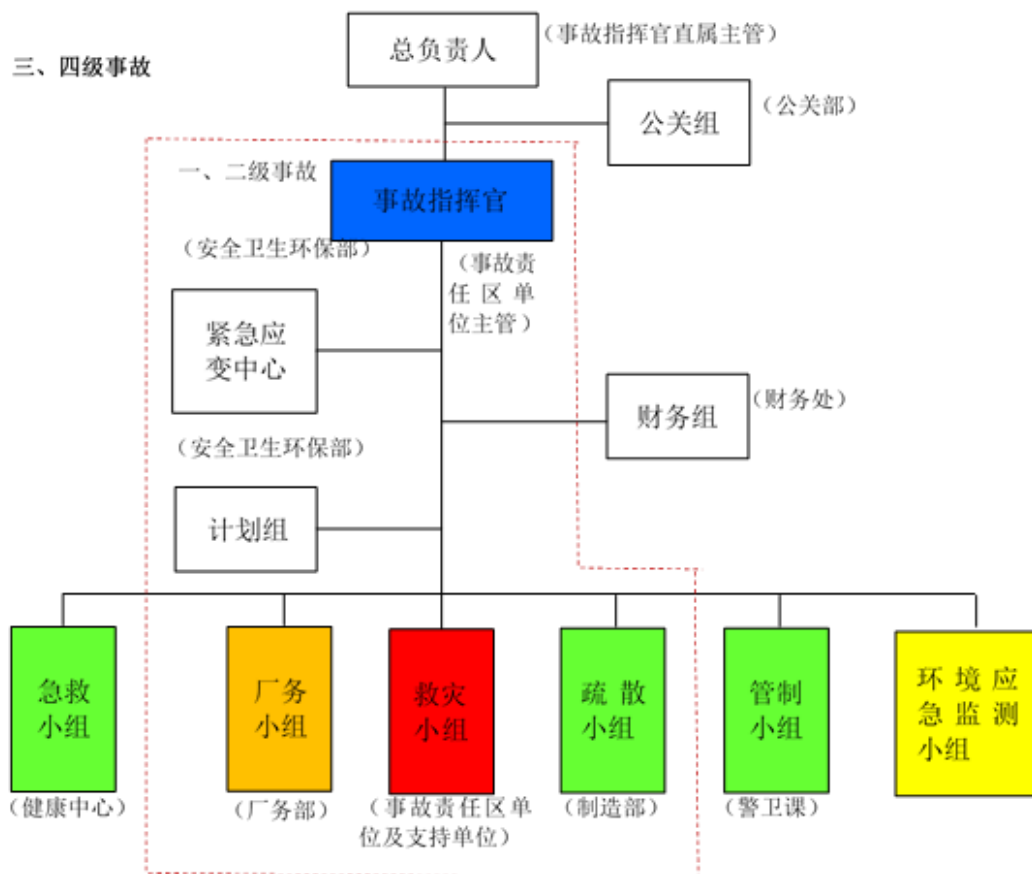 总负责人
（事故指挥官直属主管）
三、四级事故
公关组
（公关部）
一、二级事故
事故指挥官
（安全卫生环保部）
（事故责
任区单
位主管）
紧急应
变中心
财务组
（财务处）
（安全卫生环保部）
计划组
急救
小组
厂务
小组
救灾
小组
疏散
小组
管制
小组
环境应
急监测
小组
（健康中心）
（厂务部）
（事故责任区单
位及支持单位）
（制造部）
（警卫课）